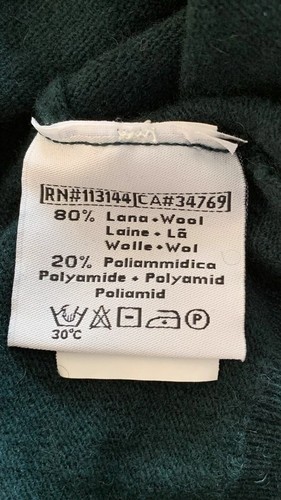 RN#113144 CA#34769
80% Lana • Wool
Laine • Lã
Wolle • Wol
20% Poliammidica
Polyamide • Polyamid
Poliamid
P
30°C